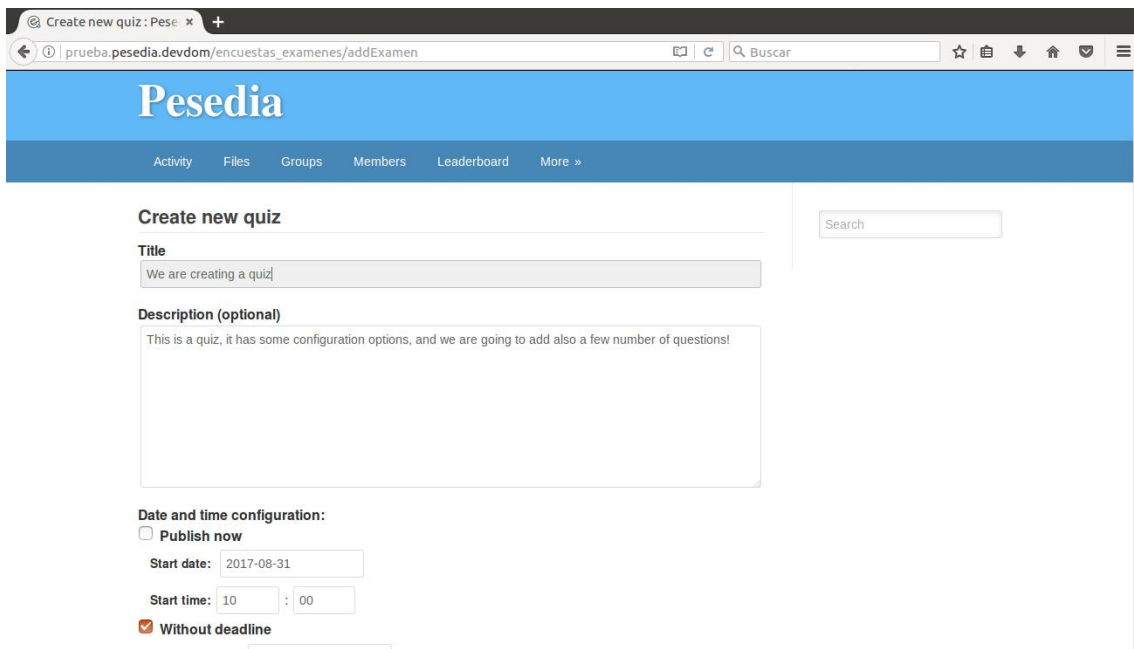 Create new quiz : Pese
prueba.pesedia.devdom/encuestas_examenes/addExamen
Buscar
Pesedia
Activity Files Groups Members Leaderboard More »
Create new quiz
Search
Title
We are creating a quiz
Description (optional)
This is a quiz, it has some configuration options, and we are going to add also a few number of questions!
Date and time configuration:
Publish now
Start date: 2017-08-31
Start time: 10 : 00
Without deadline